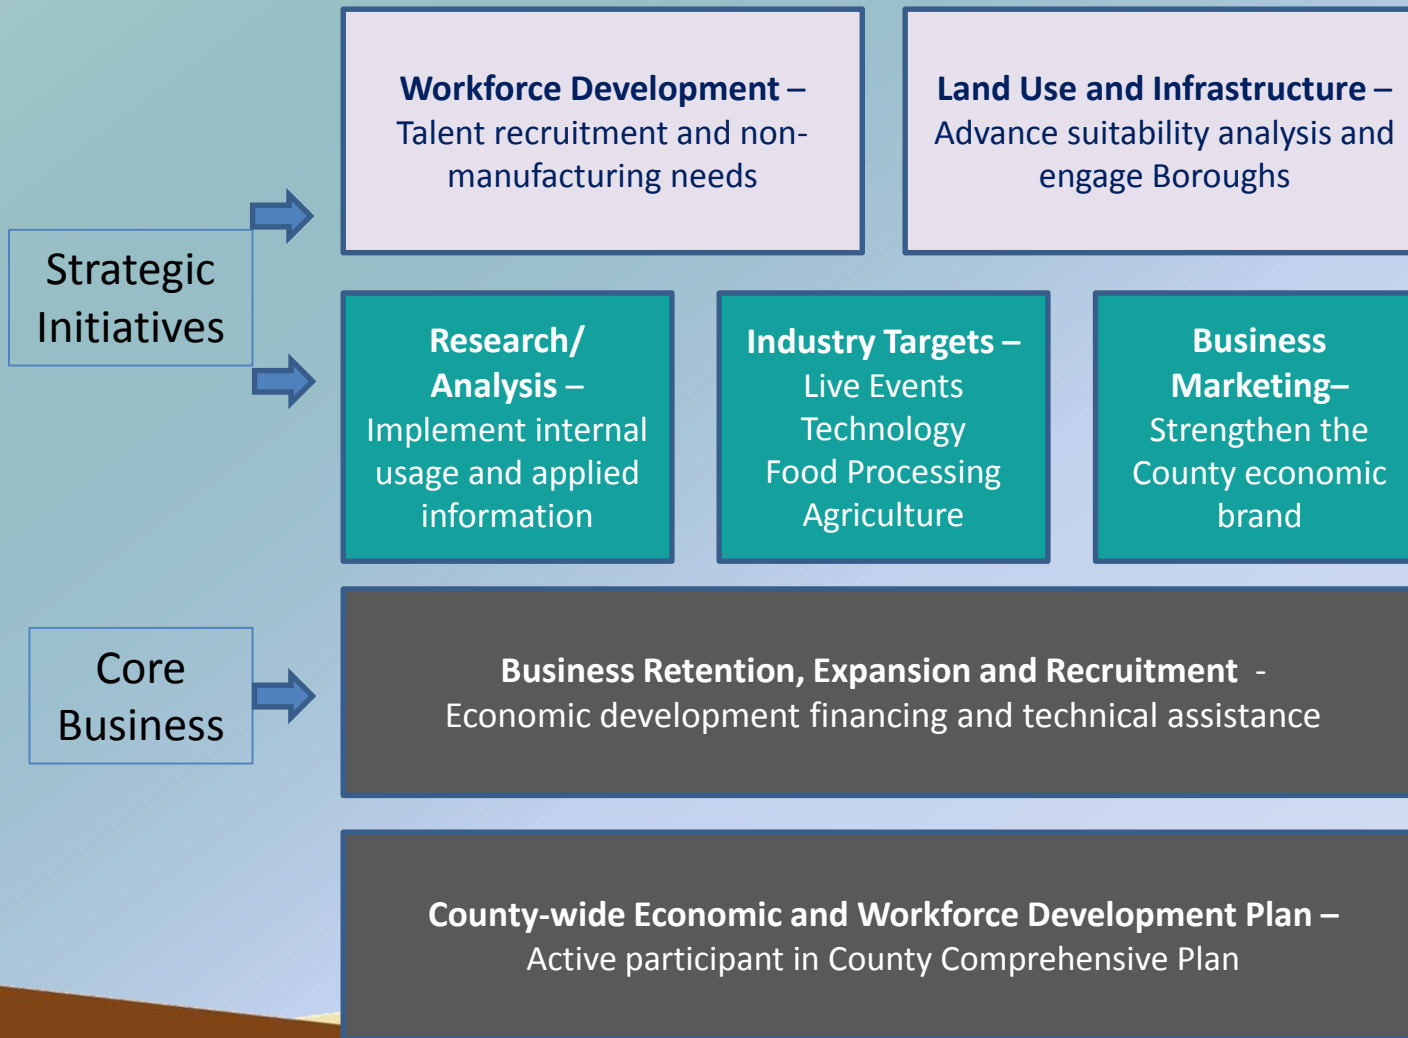 Workforce Development –
Talent recruitment and non-
manufacturing needs
Land Use and Infrastructure –
Advance suitability analysis and
engage Boroughs
Strategic
Initiatives
Research/
Analysis –
Implement internal
usage and applied
information
Industry Targets –
Live Events
Technology
Food Processing
Agriculture
Business
Marketing–
Strengthen the
County economic
brand
Core
Business
Business Retention, Expansion and Recruitment -
Economic development financing and technical assistance
County-wide Economic and Workforce Development Plan –
Active participant in County Comprehensive Plan